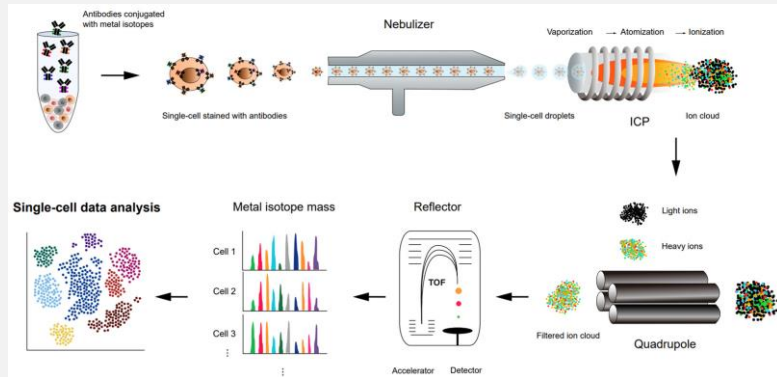 Antibodies conjugated
with metal isotopes
Nebulizer
Vaporization → Atomization → Ionization
Single-cell stained with antibodies
Single-cell droplets
ICP
Ion cloud
Single-cell data analysis
Metal isotope mass
Reflector
Light ions
Heavy ions
Cell 1
Cell 2
Cell 3
⋮
⋮
TOF
Filtered ion cloud
Quadrupole
Accelerator
Detector